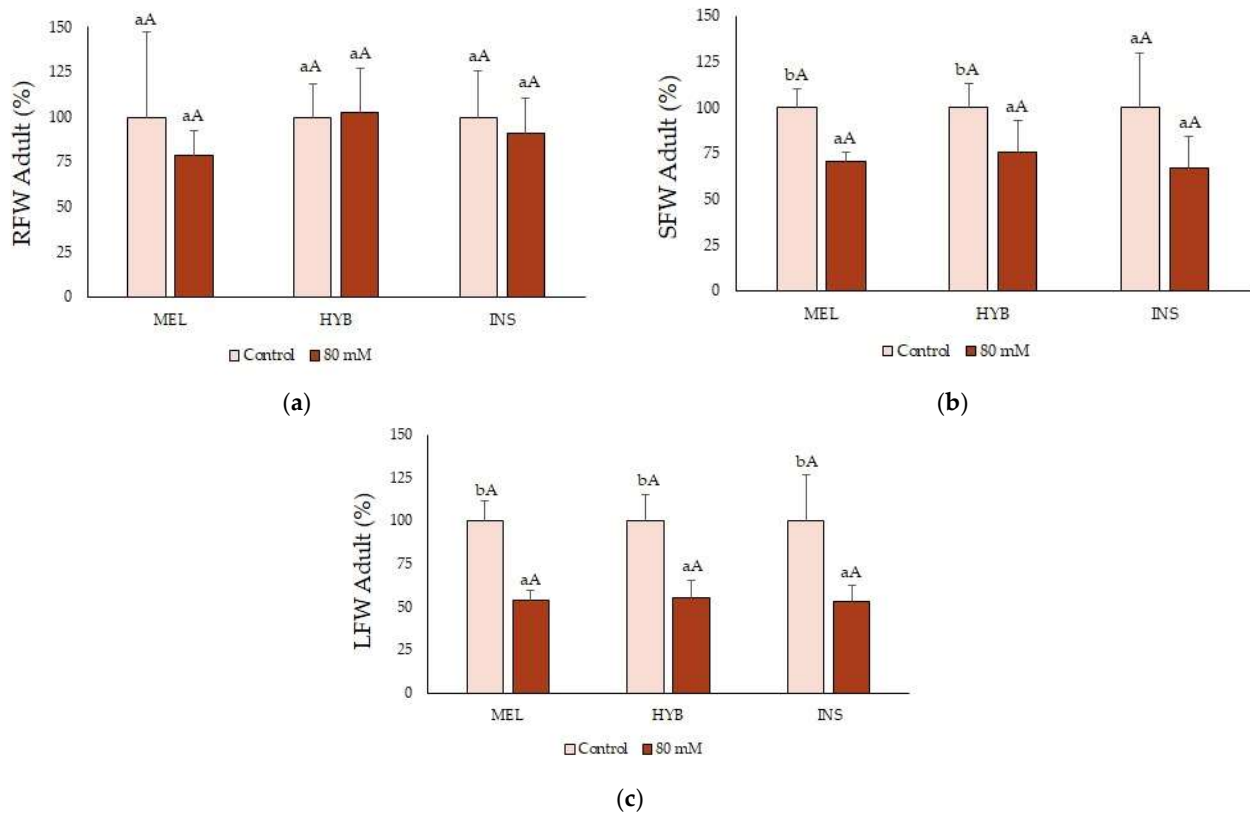 RFW Adult (%)
150
125
100
75
50
25
0
aA
aA
aA
aA
aA
aA
MEL
HYB
INS
Control
80 mM
(a)
SFW Adult (%)
150
125
100
75
50
25
0
bA
aA
bA
aA
aA
aA
MEL
HYB
INS
Control
80 mM
(b)
LFW Adult (%)
150
125
100
75
50
25
0
bA
aA
bA
aA
bA
aA
MEL
HYB
INS
Control
80 mM
(c)